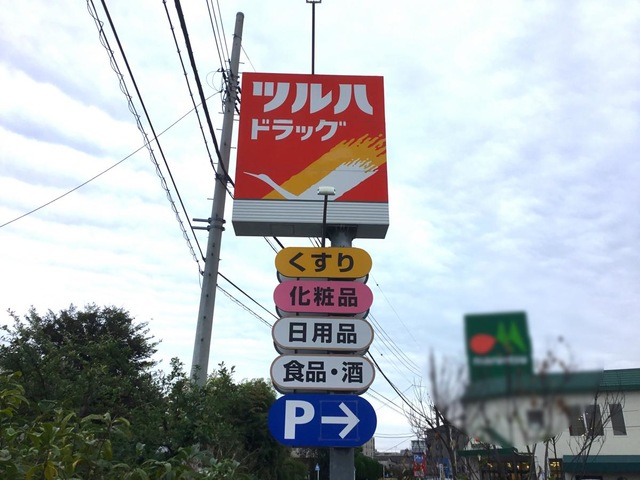 ツルハ
ドラッグ
くすり
化粧品
日用品
食品・酒
P→